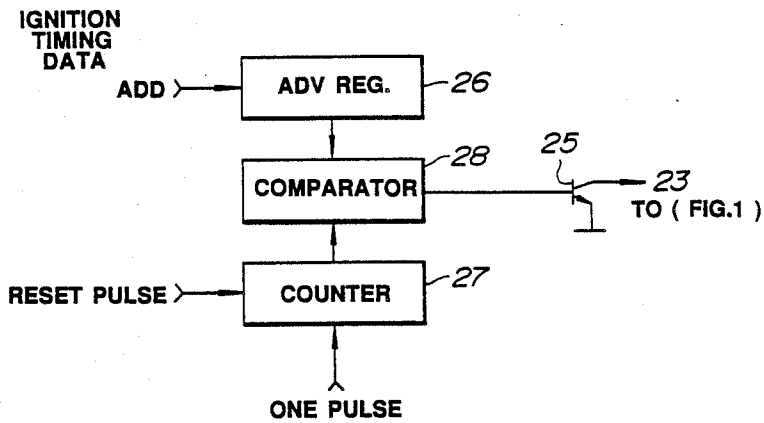 IGNITION
TIMING
DATA
ADD
ADV REG.
26
COMPARATOR
28
25
23
TO ( FIG.1 )
RESET PULSE
COUNTER
27
ONE PULSE